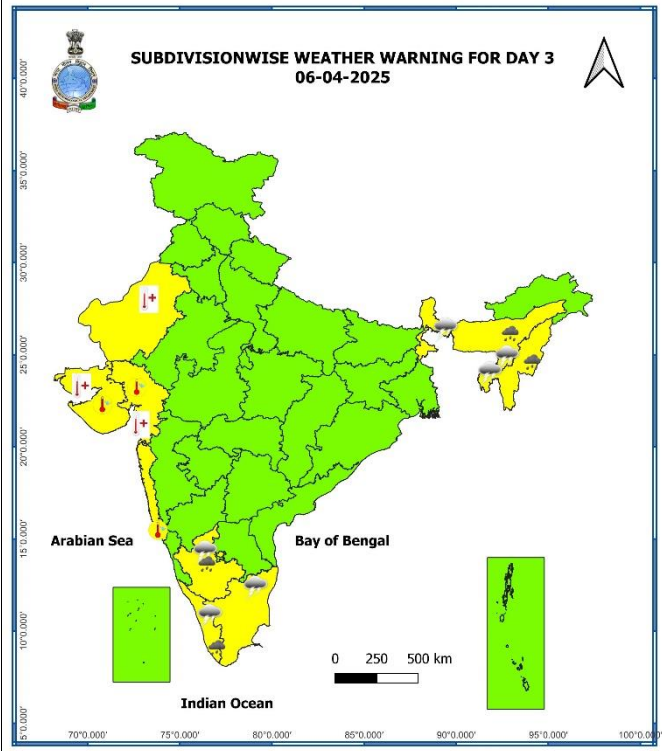 SUBDIVISIONWISE WEATHER WARNING FOR DAY 3
06-04-2025
40°0.000'
35°0.000'
30°0.000'
25°0.000'
20°0.000'
15°0.000'
10°0.000'
5°0.000'
Arabian Sea
Bay of Bengal
0 250 500 km
Indian Ocean
70°0.000' 75°0.000' 80°0.000' 85°0.000' 90°0.000' 95°0.000' 100°0.000'